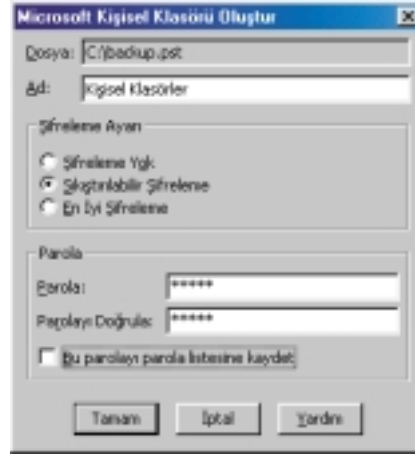 Microsoft Kişisel Klasörü Oluştur
Dosya: C:\backup.pst
Ad: Kişisel Klasörler
Şifreleme Ayarı
Şifreleme Yok
Sıkıştırılabilir Şifreleme
En İyi Şifreleme
Parola
Parola: *****
Parolayı Doğrula: *****
Bu parolayı parola listesine kaydet
Tamam İptal Yardım